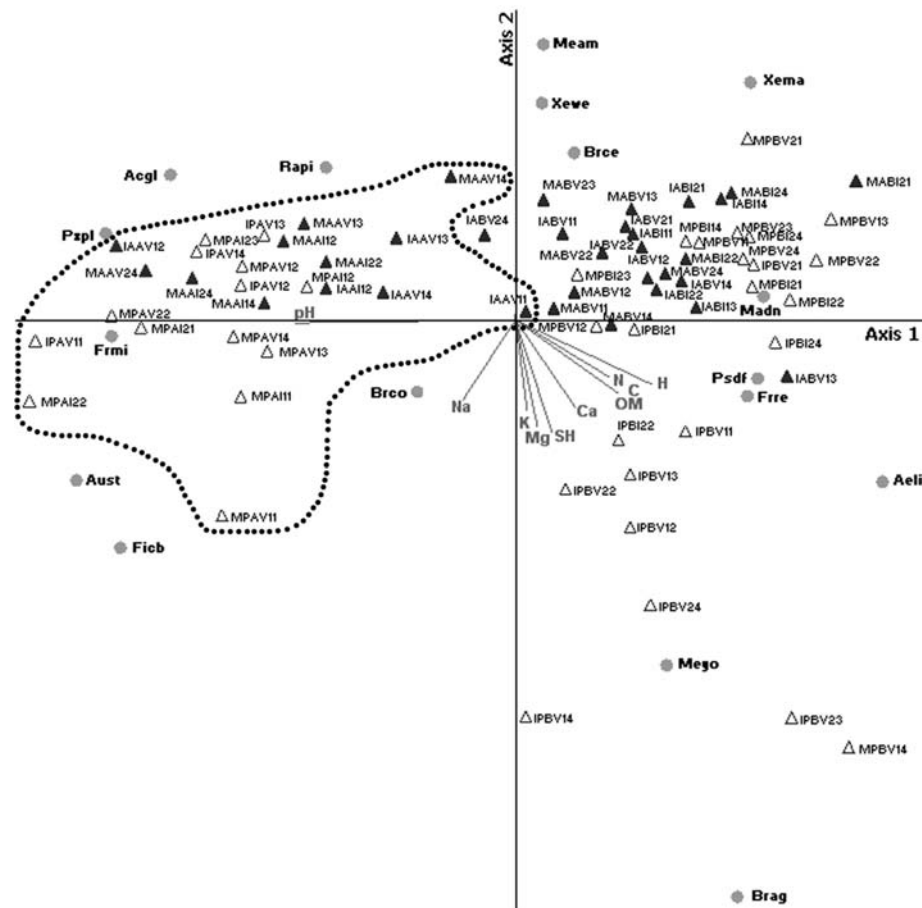 Axis 2
Meam
Xema
Xewe
MPBV21
Brce
Acgl
Rapi
MAAV14
MABV23
MABV13
IABI21
MABI24
IABI14
MABI21
Pzpl
IPAV13
MAAV13
IABV24
IABV11
IABV21
IABI11
MPBI14
MPBV23
MPBV13
IAAV12
MPAI23
MAAI12
IAAV13
IABV22
MPBV11
MPBI24
IPAV14
MABV22
IABV12
MPBV24
MAAV24
MPAV12
MAAI22
MPBI23
MABV24
MABI22
IPBV21
MPBV22
MAAI24
IPAV12
MPAI12
IAAI12
IAAV14
MABV12
IABI22
IABV14
MPBI21
MAAI14
IAAV11
MABV11
IABI13
Madn
MPBI22
pH
MPAV22
MPAI21
MPBV12
MABV14
IPBI21
Axis 1
IPAV11
Frmi
MPAV14
MPAV13
IPBI24
MPAI22
MPAI11
Brco
Na
K
Mg
SH
Ca
N
C
OM
H
Psdf
IABV13
Frre
IPBI22
IPBV11
Aust
IPBV22
IPBV13
Aeli
MPAV11
IPBV12
Ficb
IPBV24
Mego
IPBV14
IPBV23
MPBV14
Brag